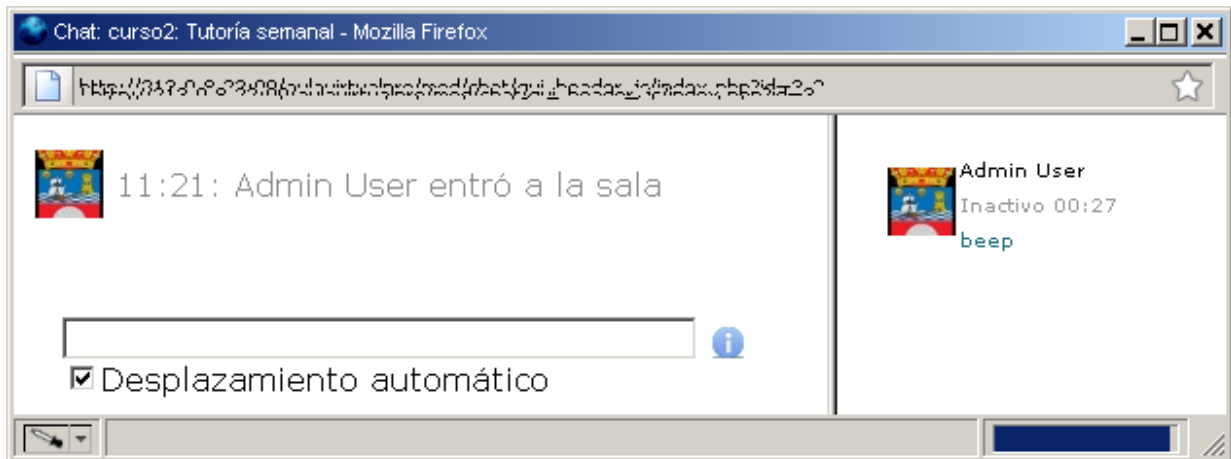 Chat: curso2: Tutoría semanal - Mozilla Firefox
11:21: Admin User entró a la sala
Admin User
Inactivo 00:27
beep
Desplazamiento automático